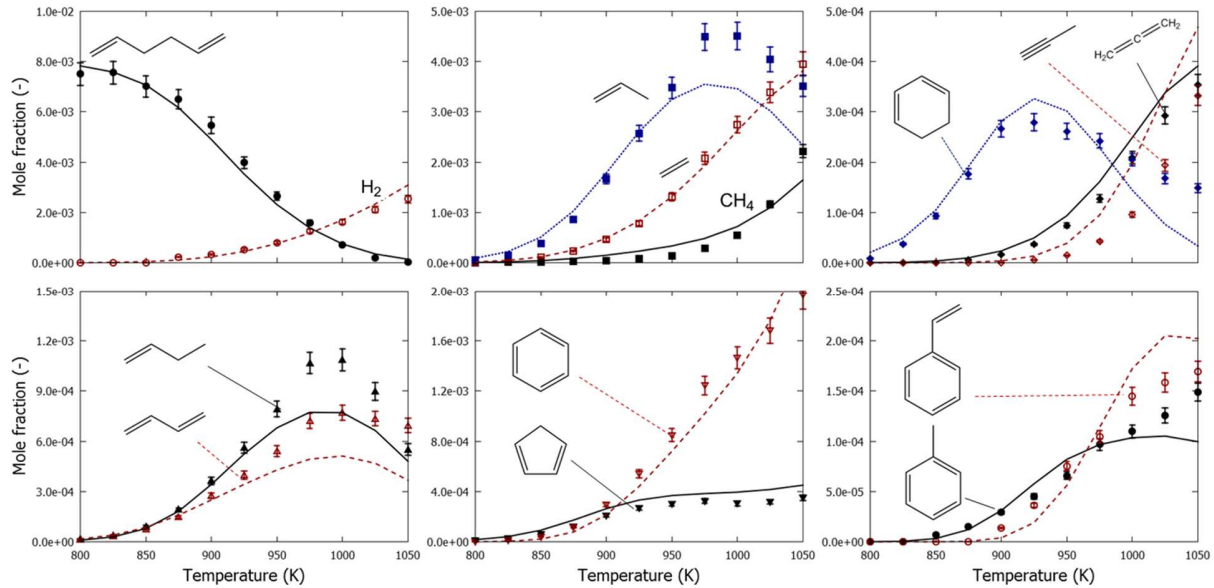 1.0e-02
8.0e-03
6.0e-03
4.0e-03
2.0e-03
0.0e+00
Mole fraction (-)
H2
5.0e-03
4.0e-03
3.0e-03
2.0e-03
1.0e-03
0.0e+00
CH4
5.0e-04
4.0e-04
3.0e-04
2.0e-04
1.0e-04
0.0e+00
H2C
C
CH2
1.5e-03
1.2e-03
9.0e-04
6.0e-04
3.0e-04
0.0e+00
Mole fraction (-)
800 850 900 950 1000 1050
Temperature (K)
2.0e-03
1.6e-03
1.2e-03
8.0e-04
4.0e-04
0.0e+00
800 850 900 950 1000 1050
Temperature (K)
2.5e-04
2.0e-04
1.5e-04
1.0e-04
5.0e-05
0.0e+00
800 850 900 950 1000 1050
Temperature (K)